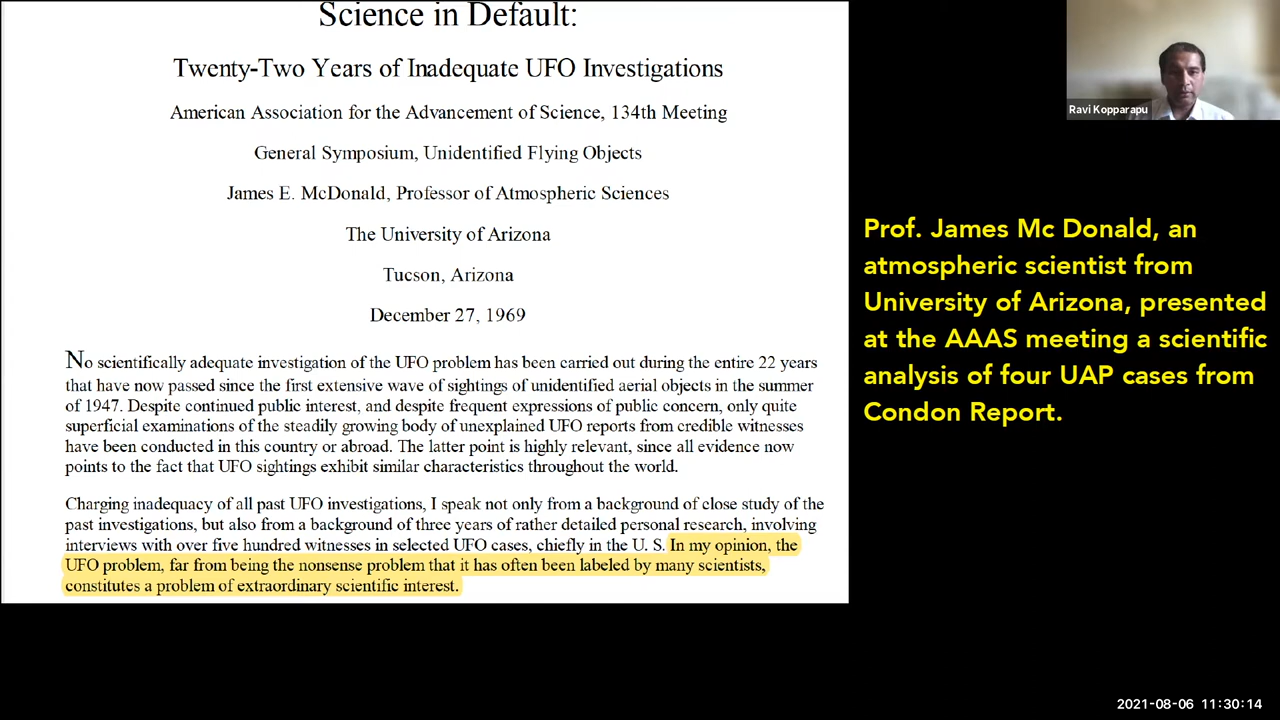 Science in Default:
Twenty-Two Years of Inadequate UFO Investigations
American Association for the Advancement of Science, 134th Meeting
General Symposium, Unidentified Flying Objects
James E. McDonald, Professor of Atmospheric Sciences
The University of Arizona
Tucson, Arizona
December 27, 1969
No scientifically adequate investigation of the UFO problem has been carried out during the entire 22 years
that have now passed since the first extensive wave of sightings of unidentified aerial objects in the summer
of 1947. Despite continued public interest, and despite frequent expressions of public concern, only quite
superficial examinations of the steadily growing body of unexplained UFO reports from credible witnesses
have been conducted in this country or abroad. The latter point is highly relevant, since all evidence now
points to the fact that UFO sightings exhibit similar characteristics throughout the world.
Charging inadequacy of all past UFO investigations, I speak not only from a background of close study of the
past investigations, but also from a background of three years of rather detailed personal research, involving
interviews with over five hundred witnesses in selected UFO cases, chiefly in the U. S. In my opinion, the
UFO problem, far from being the nonsense problem that it has often been labeled by many scientists,
constitutes a problem of extraordinary scientific interest.
Ravi Kopparapu
Prof. James Mc Donald, an
atmospheric scientist from
University of Arizona, presented
at the AAAS meeting a scientific
analysis of four UAP cases from
Condon Report.
2021-08-06 11:30:14